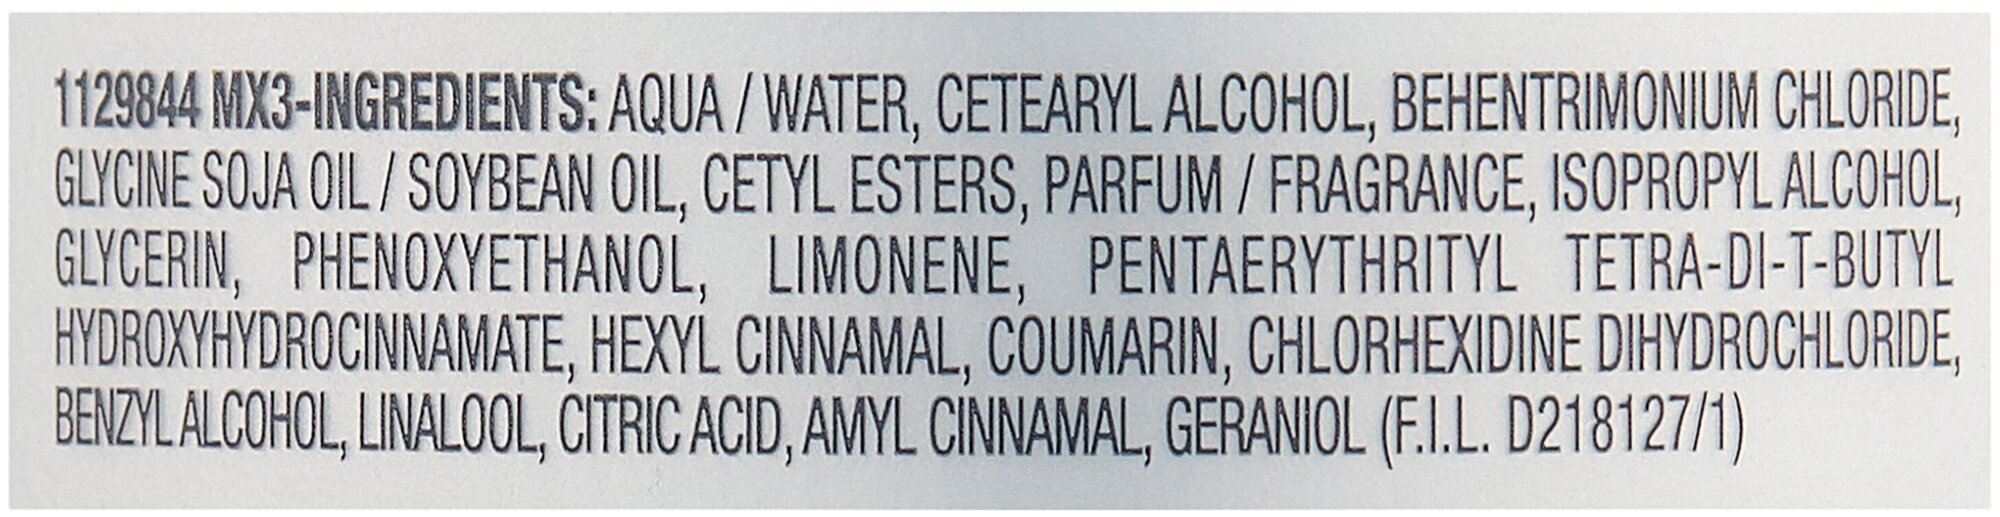 1129844 MX3-INGREDIENTS: AQUA / WATER, CETEARYL ALCOHOL, BEHENTRIMONIUM CHLORIDE,
GLYCINE SOJA OIL / SOYBEAN OIL, CETYL ESTERS, PARFUM / FRAGRANCE, ISOPROPYL ALCOHOL,
GLYCERIN, PHENOXYETHANOL, LIMONENE, PENTAERYTHRITYL TETRA-DI-T-BUTYL
HYDROXYHYDROCINNAMATE, HEXYL CINNAMAL, COUMARIN, CHLORHEXIDINE DIHYDROCHLORIDE,
BENZYL ALCOHOL, LINALOOL, CITRIC ACID, AMYL CINNAMAL, GERANIOL (F.I.L. D218127/1)